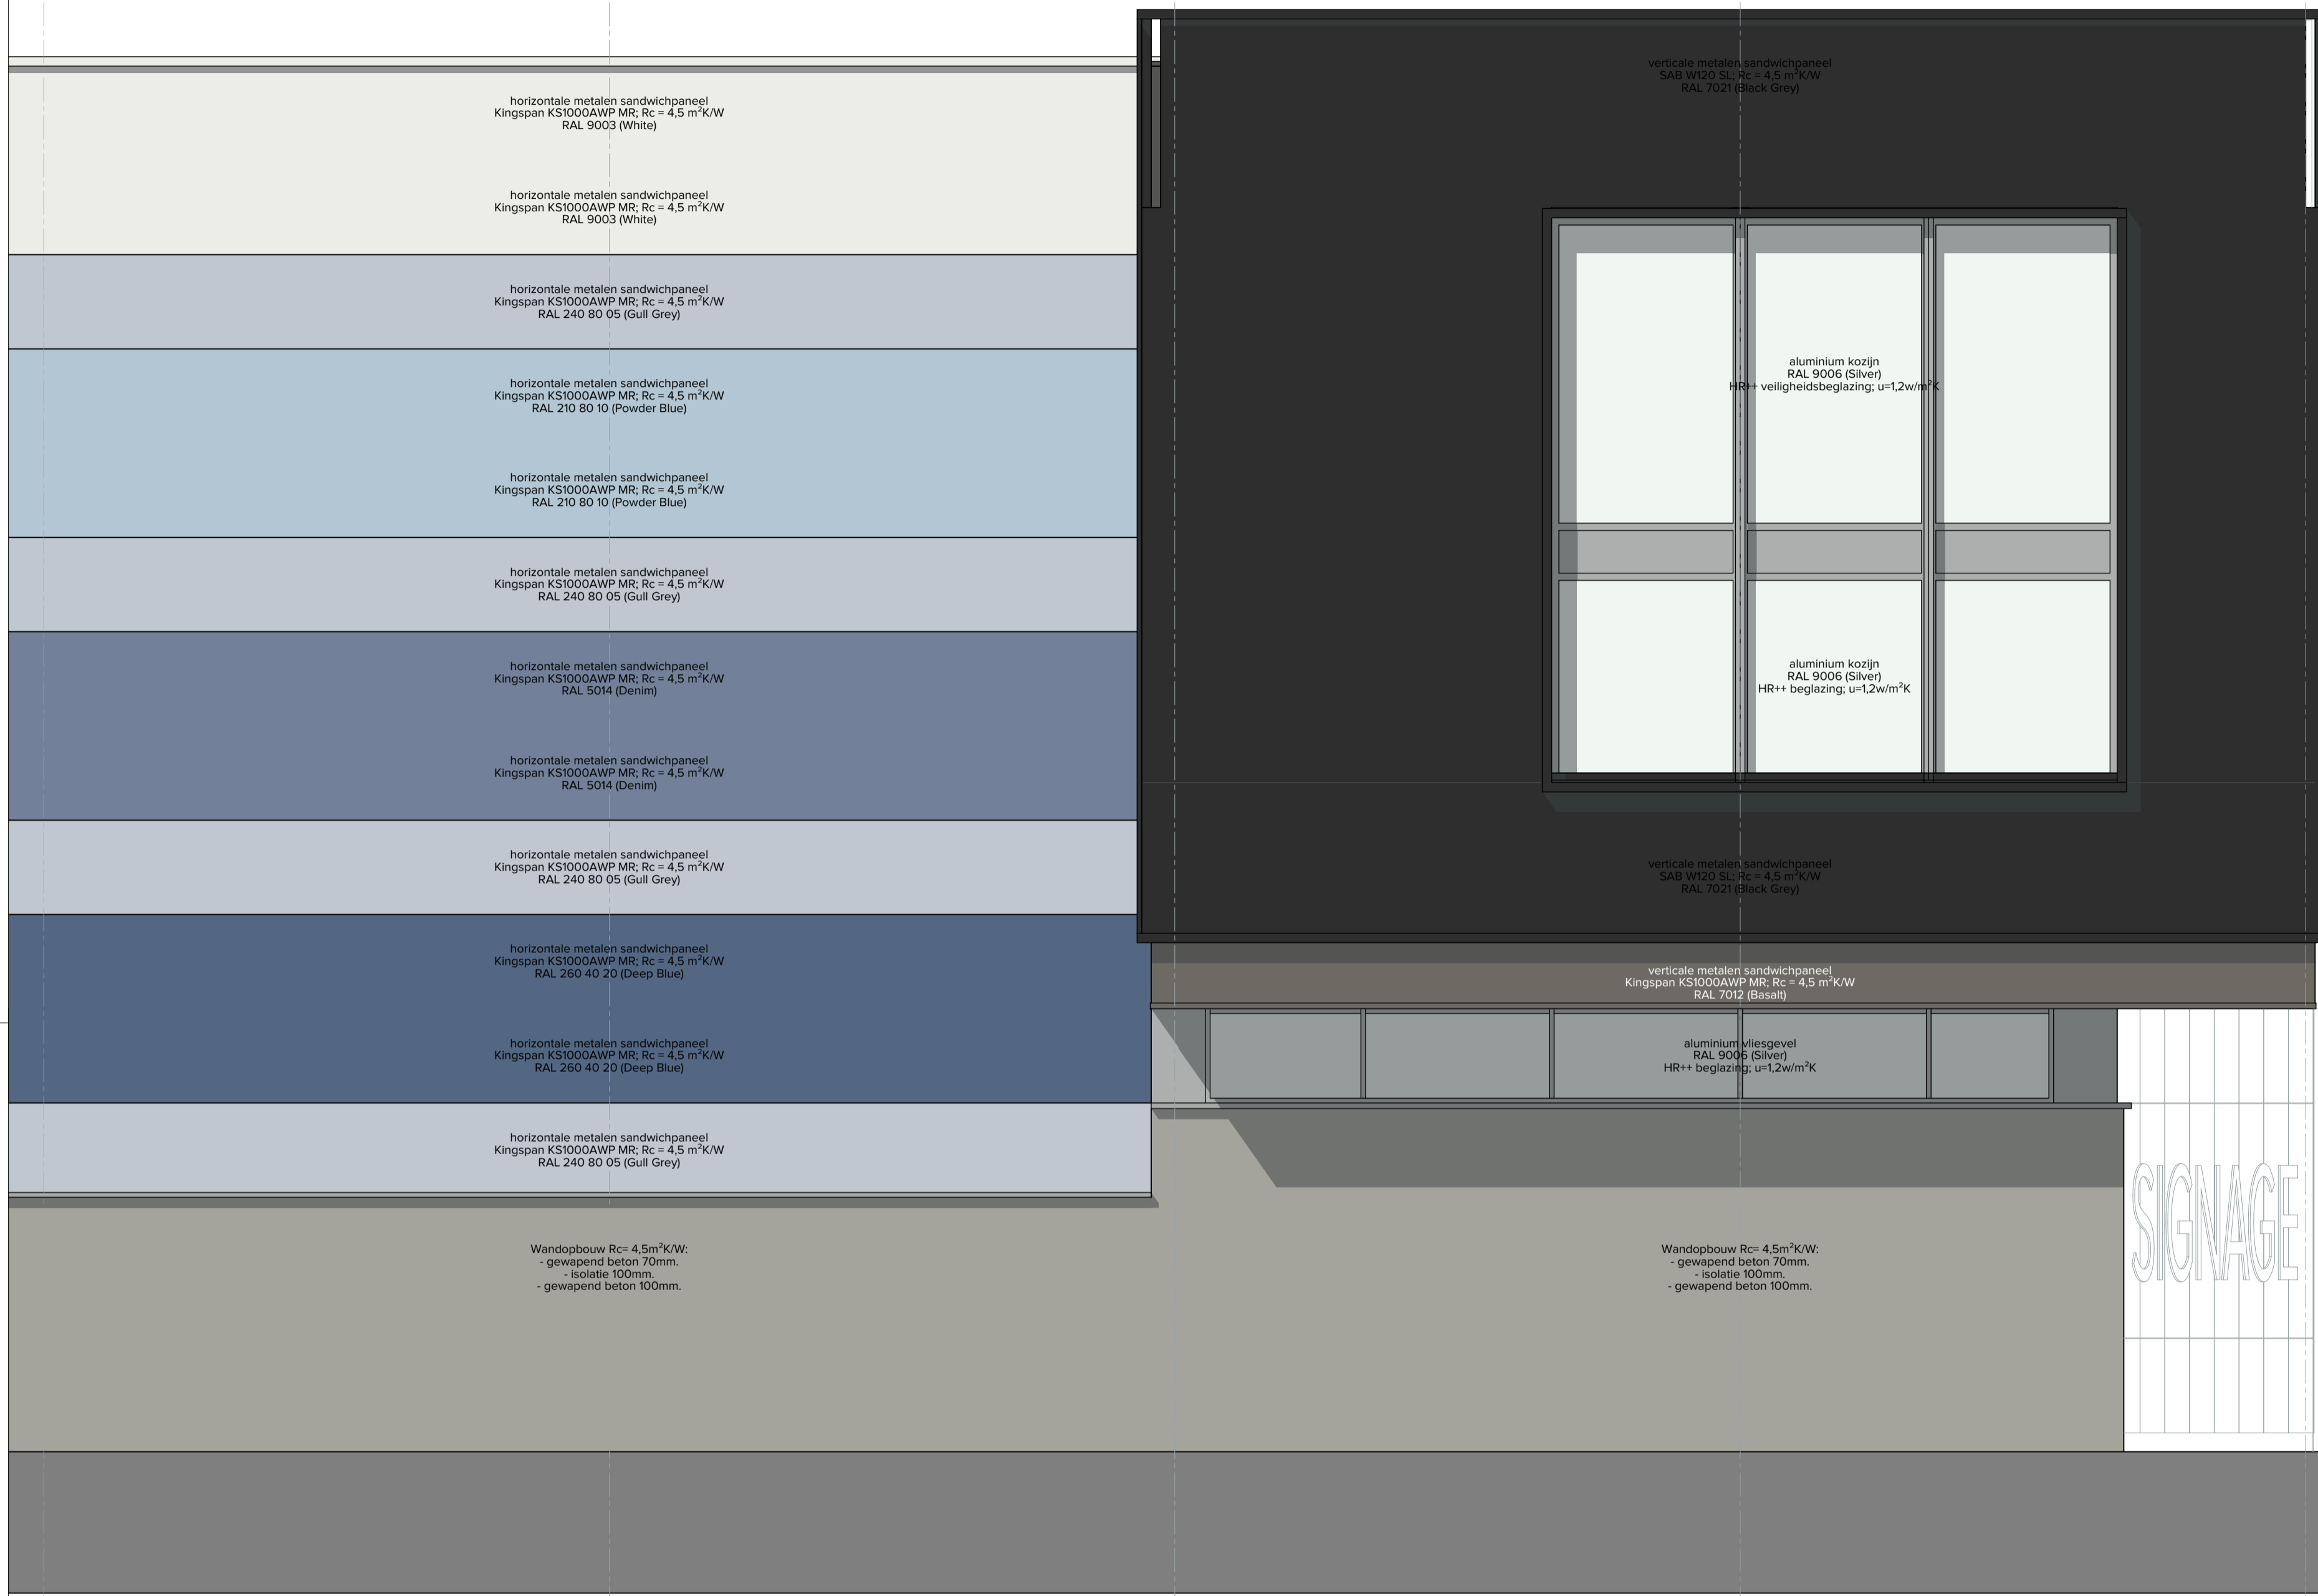 horizontale metalen sandwichpaneel
Kingspan KS1000AWP MR; Rc = 4,5 m²K/W
RAL 9003 (White)
horizontale metalen sandwichpaneel
Kingspan KS1000AWP MR; Rc = 4,5 m²K/W
RAL 9003 (White)
horizontale metalen sandwichpaneel
Kingspan KS1000AWP MR; Rc = 4,5 m²K/W
RAL 240 80 05 (Gull Grey)
horizontale metalen sandwichpaneel
Kingspan KS1000AWP MR; Rc = 4,5 m²K/W
RAL 210 80 10 (Powder Blue)
horizontale metalen sandwichpaneel
Kingspan KS1000AWP MR; Rc = 4,5 m²K/W
RAL 210 80 10 (Powder Blue)
horizontale metalen sandwichpaneel
Kingspan KS1000AWP MR; Rc = 4,5 m²K/W
RAL 240 80 05 (Gull Grey)
horizontale metalen sandwichpaneel
Kingspan KS1000AWP MR; Rc = 4,5 m²K/W
RAL 5014 (Denim)
horizontale metalen sandwichpaneel
Kingspan KS1000AWP MR; Rc = 4,5 m²K/W
RAL 5014 (Denim)
horizontale metalen sandwichpaneel
Kingspan KS1000AWP MR; Rc = 4,5 m²K/W
RAL 240 80 05 (Gull Grey)
horizontale metalen sandwichpaneel
Kingspan KS1000AWP MR; Rc = 4,5 m²K/W
RAL 260 40 20 (Deep Blue)
horizontale metalen sandwichpaneel
Kingspan KS1000AWP MR; Rc = 4,5 m²K/W
RAL 260 40 20 (Deep Blue)
horizontale metalen sandwichpaneel
Kingspan KS1000AWP MR; Rc = 4,5 m²K/W
RAL 240 80 05 (Gull Grey)
Wandopbouw Rc= 4,5m²K/W:
- gewapend beton 70mm.
- isolatie 100mm.
- gewapend beton 100mm.
verticale metalen sandwichpaneel
SAB W120 SL; Rc = 4,5 m²K/W
RAL 7021 (Black Grey)
aluminium kozijn
RAL 9006 (Silver)
HR++ veiligheidsbeglazing; u=1,2w/m²K
aluminium kozijn
RAL 9006 (Silver)
HR++ beglazing; u=1,2w/m²K
verticale metalen sandwichpaneel
SAB W120 SL; Rc = 4,5 m²K/W
RAL 7021 (Black Grey)
verticale metalen sandwichpaneel
Kingspan KS1000AWP MR; Rc = 4,5 m²K/W
RAL 7012 (Basalt)
aluminium vliesgevel
RAL 9006 (Silver)
HR++ beglazing; u=1,2w/m²K
Wandopbouw Rc= 4,5m²K/W:
- gewapend beton 70mm.
- isolatie 100mm.
- gewapend beton 100mm.
SIGNAGE